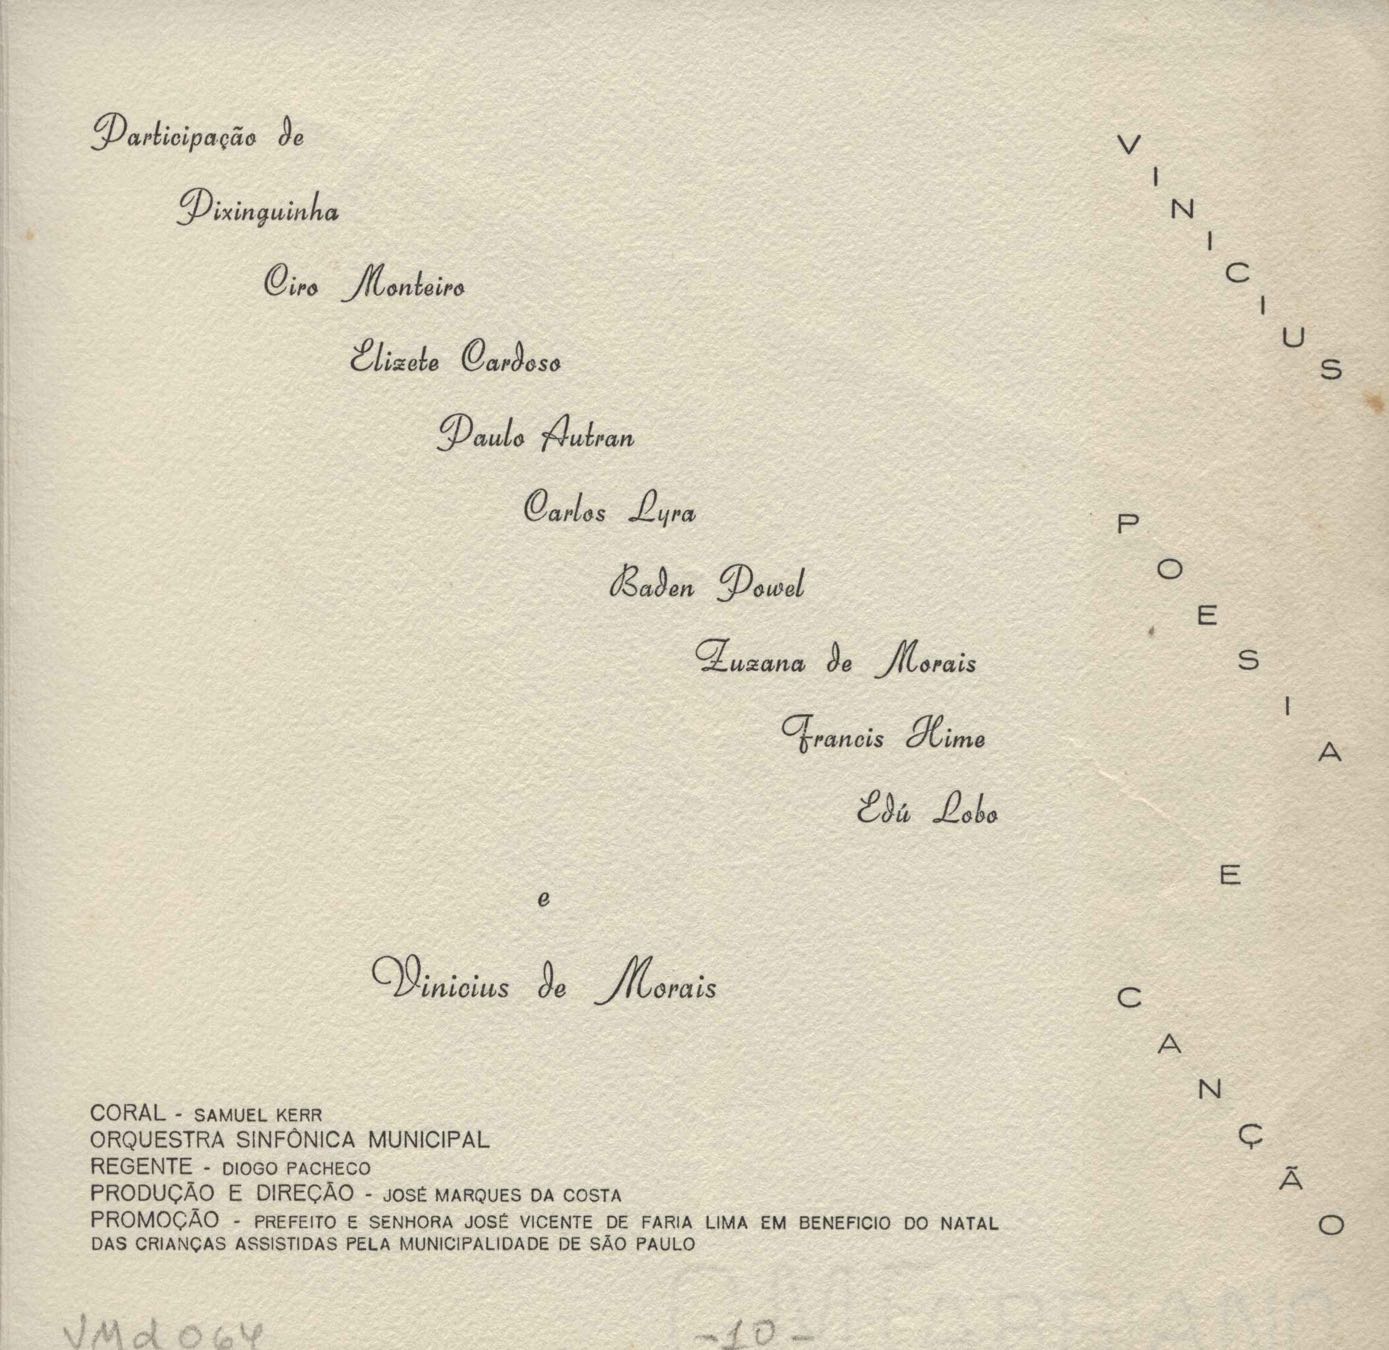 Participação de
Pixinguinha
Ciro Monteiro
Elizete Cardoso
Paulo Autran
Carlos Lyra
Baden Powel
Zuzana de Morais
Francis Hime
Edú Lobo
e
Vinicius de Morais
CORAL - SAMUEL KERR
ORQUESTRA SINFÔNICA MUNICIPAL
REGENTE - DIOGO PACHECO
PRODUÇÃO E DIREÇÃO - JOSÉ MARQUES DA COSTA
PROMOÇÃO - PREFEITO E SENHORA JOSÉ VICENTE DE FARIA LIMA EM BENEFICIO DO NATAL
DAS CRIANÇAS ASSISTIDAS PELA MUNICIPALIDADE DE SÃO PAULO
VINICIUS
POESIA
E
CANÇÃO
VMd 064
-10-